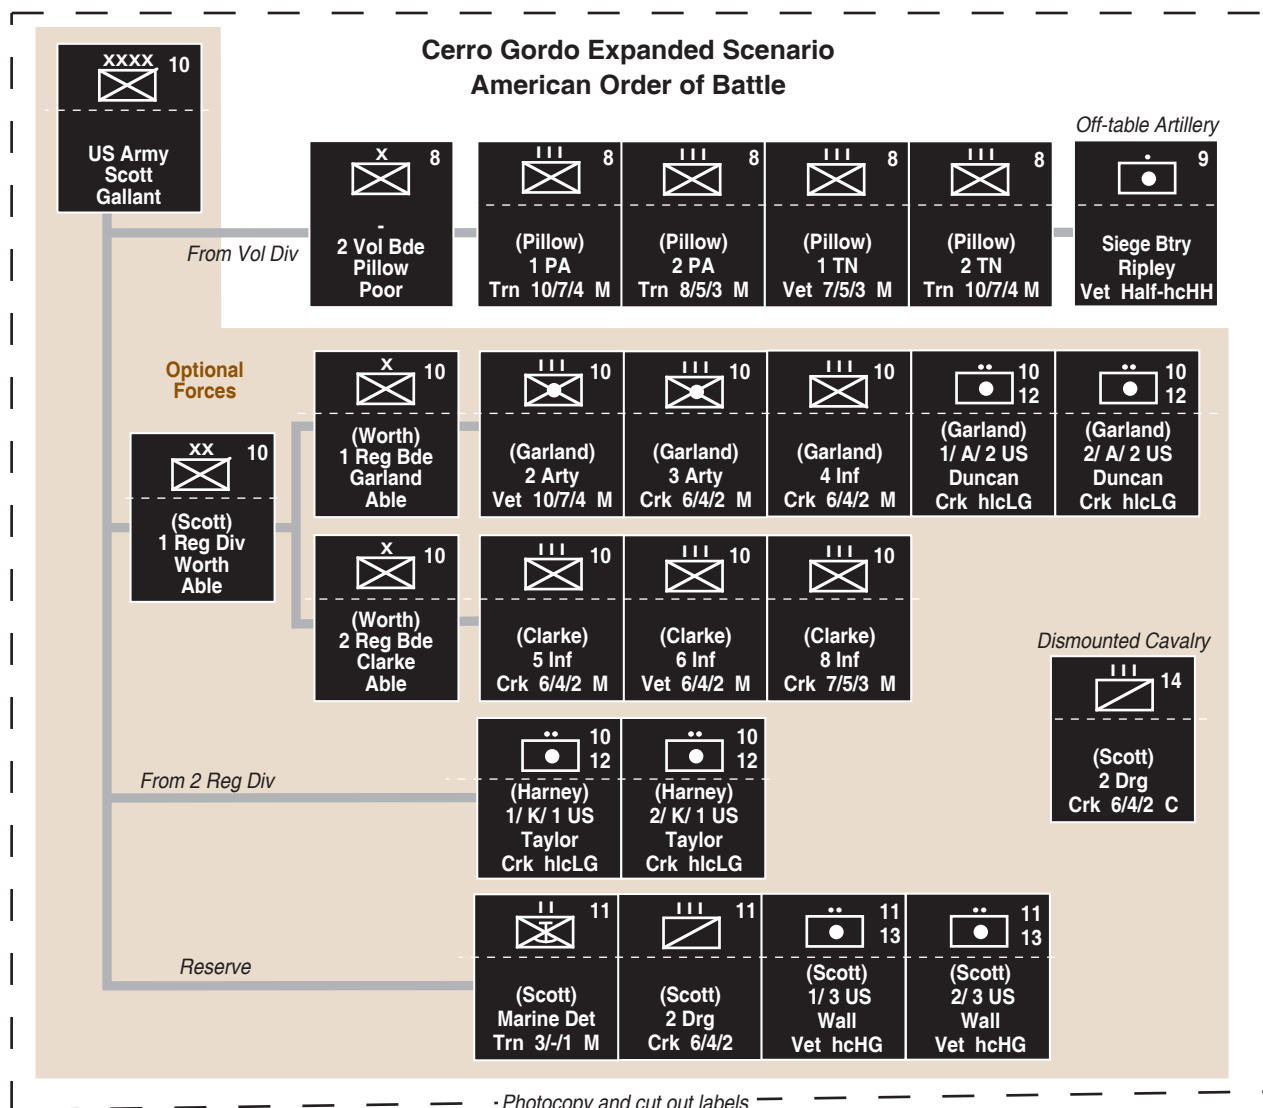 Cerro Gordo Expanded Scenario
American Order of Battle
XXXX 10
US Army
Scott
Gallant
Off-table Artillery
From Vol Div
X 8
-
2 Vol Bde
Pillow
Poor
III 8
(Pillow)
1 PA
Trn 10/7/4 M
III 8
(Pillow)
2 PA
Trn 8/5/3 M
III 8
(Pillow)
1 TN
Vet 7/5/3 M
III 8
(Pillow)
2 TN
Trn 10/7/4 M
9
Siege Btry
Ripley
Vet Half-hcHH
Optional
Forces
XX 10
(Scott)
1 Reg Div
Worth
Able
X 10
(Worth)
1 Reg Bde
Garland
Able
III 10
(Garland)
2 Arty
Vet 10/7/4 M
III 10
(Garland)
3 Arty
Crk 6/4/2 M
III 10
(Garland)
4 Inf
Crk 6/4/2 M
10
12
(Garland)
1/ A/ 2 US
Duncan
Crk hlcLG
10
12
(Garland)
2/ A/ 2 US
Duncan
Crk hlcLG
X 10
(Worth)
2 Reg Bde
Clarke
Able
III 10
(Clarke)
5 Inf
Crk 6/4/2 M
III 10
(Clarke)
6 Inf
Vet 6/4/2 M
III 10
(Clarke)
8 Inf
Crk 7/5/3 M
Dismounted Cavalry
III 14
(Scott)
2 Drg
Crk 6/4/2 C
From 2 Reg Div
10
12
(Harney)
1/ K/ 1 US
Taylor
Crk hlcLG
10
12
(Harney)
2/ K/ 1 US
Taylor
Crk hlcLG
Reserve
II 11
(Scott)
Marine Det
Trn 3/-/1 M
III 11
(Scott)
2 Drg
Crk 6/4/2
11
13
(Scott)
1/ 3 US
Wall
Vet hcHG
11
13
(Scott)
2/ 3 US
Wall
Vet hcHG
Photocopy and cut out labels